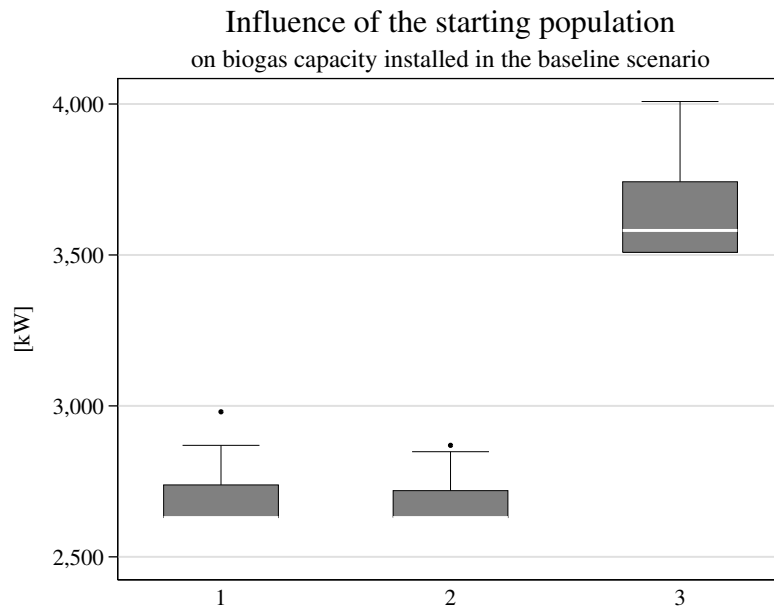 Influence of the starting population
on biogas capacity installed in the baseline scenario
4,000
3,500
[kW]
3,000
2,500
1 2 3